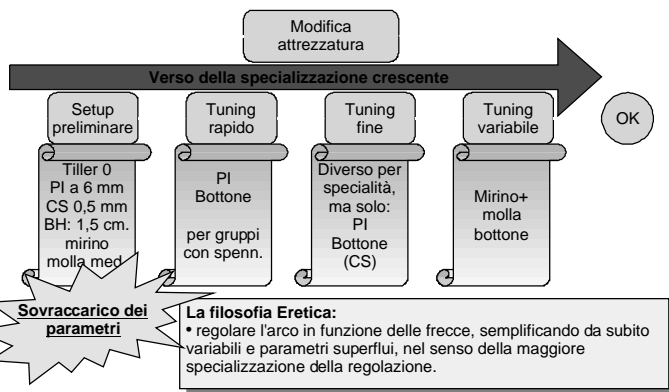 Modifica
attrezzatura
Verso della specializzazione crescente
Setup
preliminare
Tuning
rapido
Tuning
fine
Tuning
variabile
OK
Tiller 0
PI a 6 mm
CS 0,5 mm
BH: 1,5 cm.
mirino
molla med.
PI
Bottone
per gruppi
con spenn.
Diverso per
specialità,
ma solo:
PI
Bottone
(CS)
Mirino+
molla
bottone
Sovraccarico dei
parametri
La filosofia Eretica:
• regolare l'arco in funzione delle frecce, semplificando da subito
variabili e parametri superflui, nel senso della maggiore
specializzazione della regolazione.